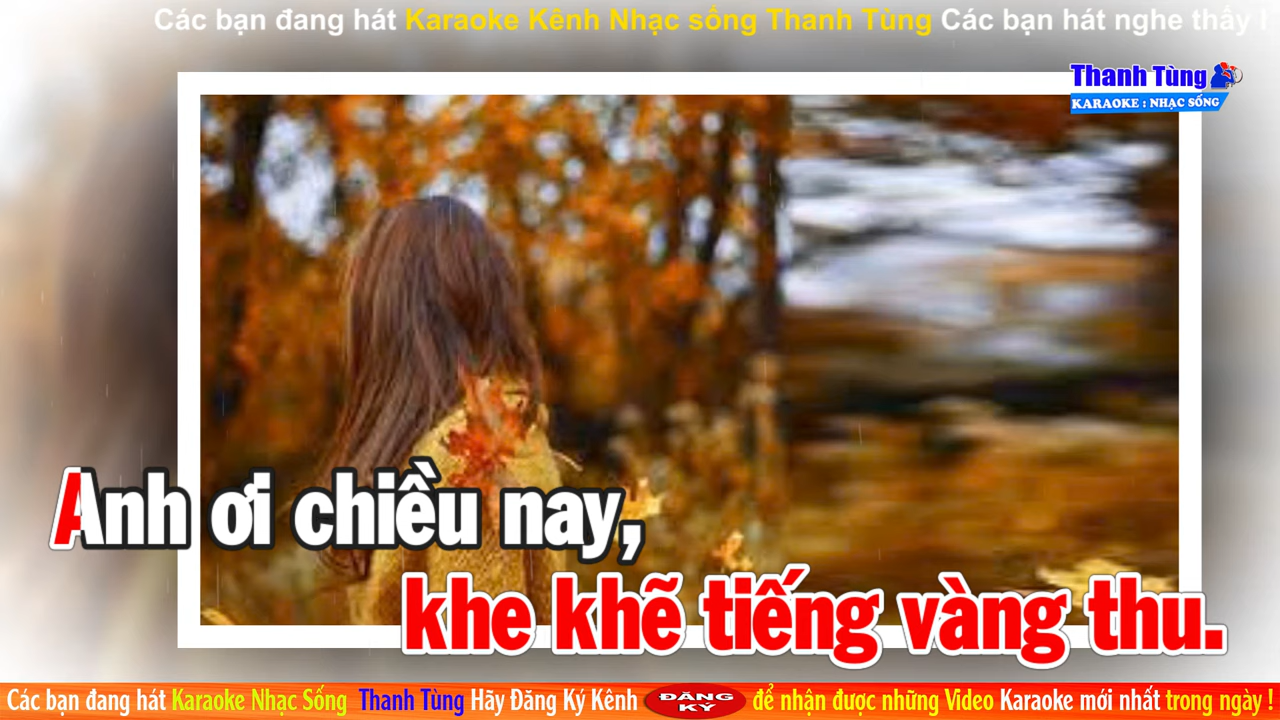 Các bạn đang hát Karaoke Kênh Nhạc sống Thanh Tùng Các bạn hát nghe thấy
Thanh Tùng
KARAOKE : NHẠC SỐNG
Anh ơi chiều nay,
khe khẽ tiếng vàng thu.
Các bạn đang hát Karaoke Nhạc Sống Thanh Tùng Hãy Đăng Ký Kênh ĐĂNG KÝ để nhận được những Video Karaoke mới nhất trong ngày !